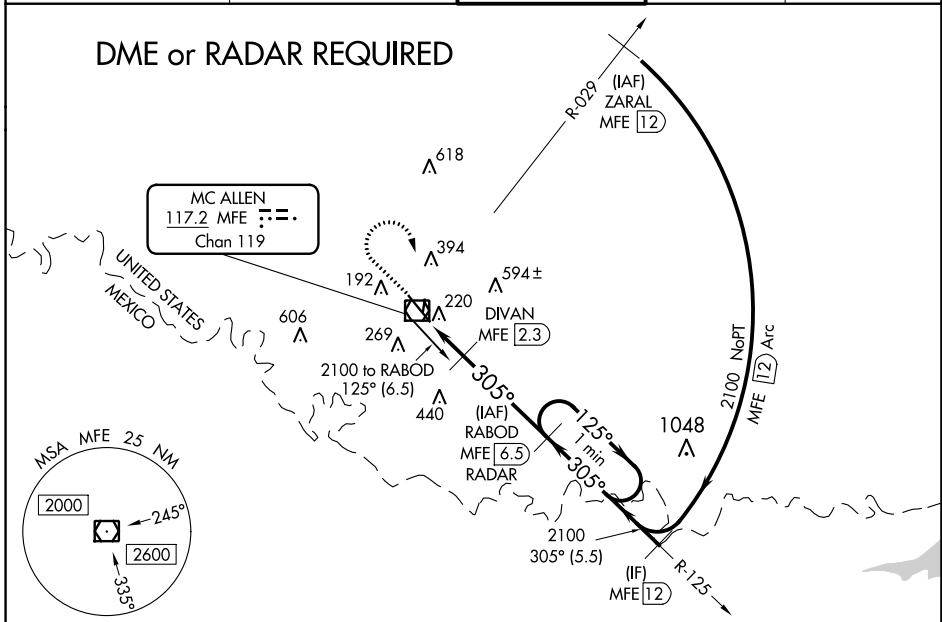 DME or RADAR REQUIRED
R-029
(IAF)
ZARAL
MFE 12
618
MC ALLEN
117.2 MFE
Chan 119
394
192
594±
UNITED STATES
MEXICO
220
DIVAN
MFE 2.3
606
269
2100 to RABOD
125° (6.5)
305°
2100 NoPT
MFE 12 Arc
440
(IAF)
RABOD
MFE 6.5
RADAR
125°
1 min
305°
1048
MSA MFE 25 NM
2000
245°
2600
335°
2100
305° (5.5)
(IF)
MFE 12
R-125